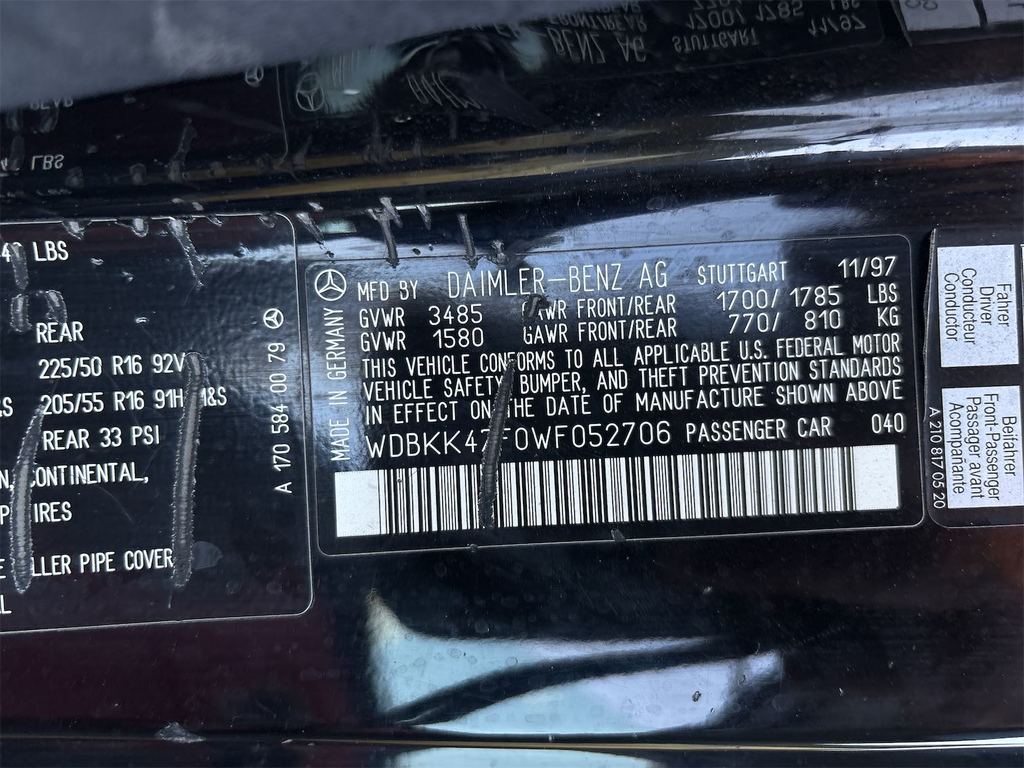 LBS
REAR
225/50 R16 92V
205/55 R16 91H M&S
REAR 33 PSI
CONTINENTAL,
PIPE COVER
A 170 584 00 79
MADE IN GERMANY
MFD BY DAIMLER-BENZ AG STUTTGART 11/97
GVWR 3485 GAWR FRONT/REAR 1700/ 1785 LBS
GVWR 1580 GAWR FRONT/REAR 770/ 810 KG
THIS VEHICLE CONFORMS TO ALL APPLICABLE U.S. FEDERAL MOTOR
VEHICLE SAFETY, BUMPER, AND THEFT PREVENTION STANDARDS
IN EFFECT ON THE DATE OF MANUFACTURE SHOWN ABOVE
WDBKK47F0WF052706 PASSENGER CAR 040
Fahrer
Driver
Conducteur
Conductor
Beifahrer
Front-Passenger
Passager avant
Acompañante
A 210 817 05 20